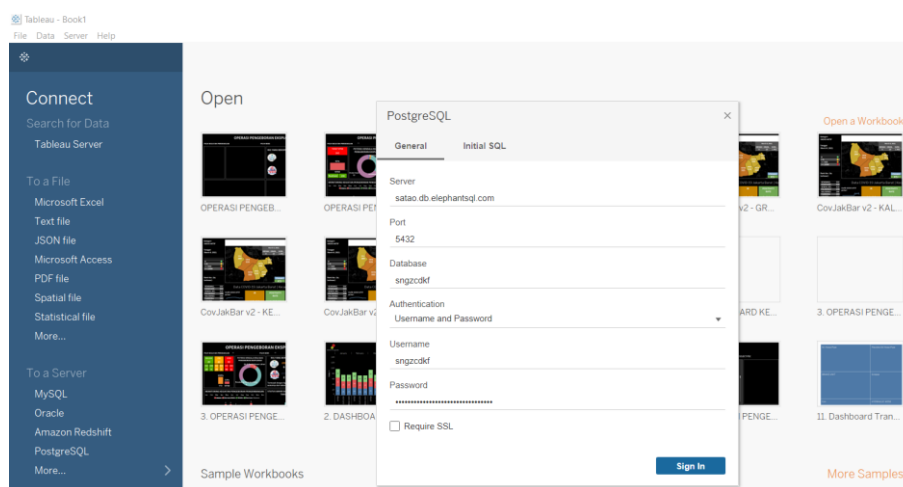 Tableau - Book1
File Data Server Help
Connect
Search for Data
Tableau Server
To a File
Microsoft Excel
Text file
JSON file
Microsoft Access
PDF file
Spatial file
Statistical file
More...
To a Server
MySQL
Oracle
Amazon Redshift
PostgreSQL
More...
Open
Open a Workbook
OPERASI PENGEB...
OPERASI PE
v2 - GR...
CovJakBar v2 - KAL...
CovJakBar v2 - KE...
CovJakBar v
ARD KE...
3. OPERASI PENGE...
3. OPERASI PENGE...
2. DASHBOA
PENGE...
11. Dashboard Tran...
Sample Workbooks
More Samples
PostgreSQL
General Initial SQL
Server
satao.db.elephantsql.com
Port
5432
Database
sngzcdkf
Authentication
Username and Password
Username
sngzcdkf
Password
Require SSL
Sign In